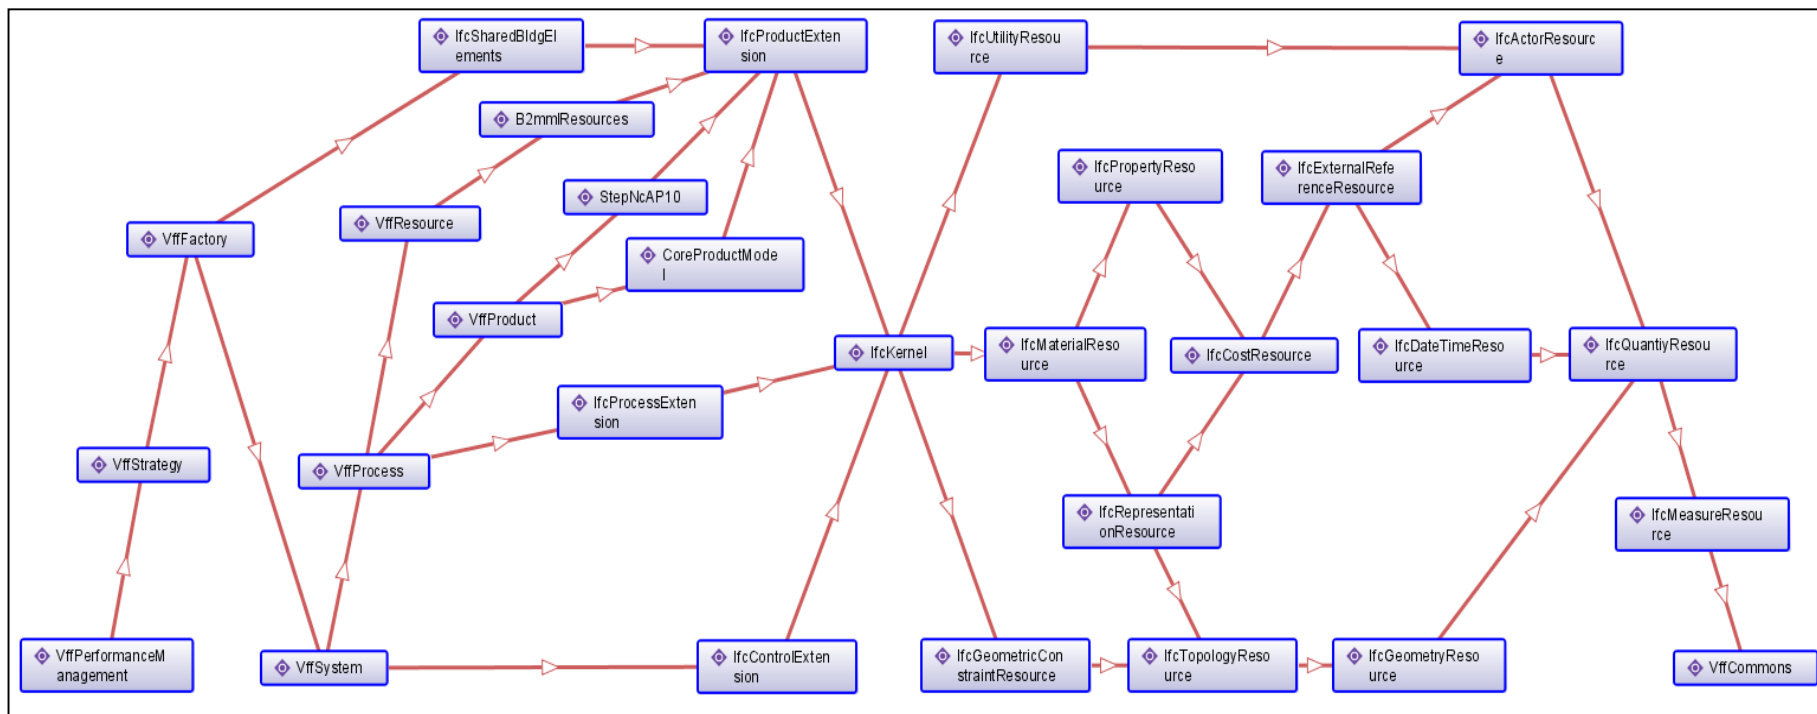 IfcSharedBldgEl
ements
IfcProductExten
sion
IfcUtilityResou
rce
IfcActorResourc
e
B2mmlResources
IfcPropertyReso
urce
IfcExternalRefe
renceResource
StepNcAP10
VffResource
VffFactory
CoreProductMode
l
VffProduct
IfcKernel
IfcMaterialReso
urce
IfcCostResource
IfcDateTimeReso
urce
IfcQuantiyResou
rce
IfcProcessExten
sion
VffStrategy
VffProcess
IfcRepresentati
onResource
IfcMeasureResou
rce
VffPerformanceM
anagement
VffSystem
IfcControlExten
sion
IfcGeometricCon
straintResource
IfcTopologyReso
urce
IfcGeometryReso
urce
VffCommons